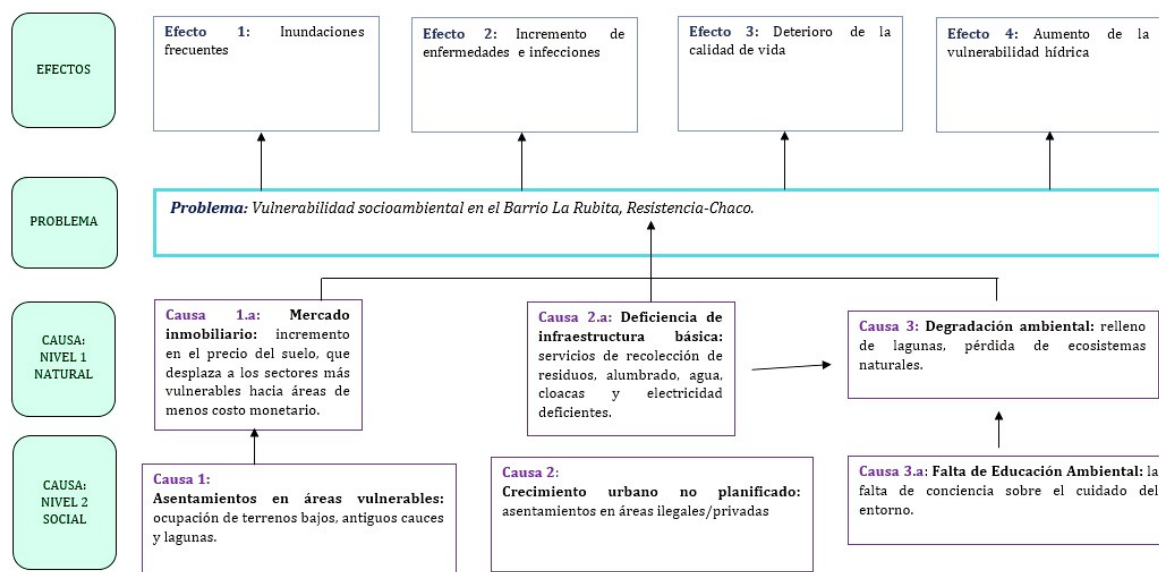 EFECTOS
Efecto 1: Inundaciones
frecuentes
Efecto 2: Incremento de
enfermedades e infecciones
Efecto 3: Deterioro de la
calidad de vida
Efecto 4: Aumento de la
vulnerabilidad hídrica
PROBLEMA
Problema: Vulnerabilidad socioambiental en el Barrio La Rubita, Resistencia-Chaco.
CAUSA:
NIVEL 1
NATURAL
Causa 1.a: Mercado
inmobiliario: incremento
en el precio del suelo, que
desplaza a los sectores más
vulnerables hacia áreas de
menos costo monetario.
Causa 2.a: Deficiencia de
infraestructura básica:
servicios de recolección de
residuos, alumbrado, agua,
cloacas y electricidad
deficientes.
Causa 3: Degradación ambiental: relleno
de lagunas, pérdida de ecosistemas
naturales.
CAUSA:
NIVEL 2
SOCIAL
Causa 1:
Asentamientos en áreas vulnerables:
ocupación de terrenos bajos, antiguos cauces
y lagunas.
Causa 2:
Crecimiento urbano no planificado:
asentamientos en áreas ilegales/privadas
Causa 3.a: Falta de Educación Ambiental: la
falta de conciencia sobre el cuidado del
entorno.